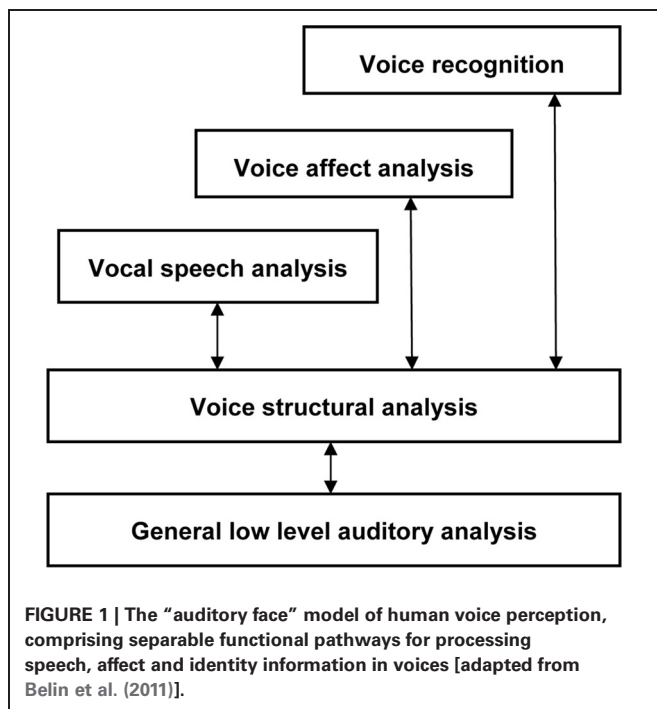 Voice recognition
Voice affect analysis
Vocal speech analysis
Voice structural analysis
General low level auditory analysis
FIGURE 1 | The “auditory face” model of human voice perception,
comprising separable functional pathways for processing
speech, affect and identity information in voices [adapted from
Belin et al. (2011)].